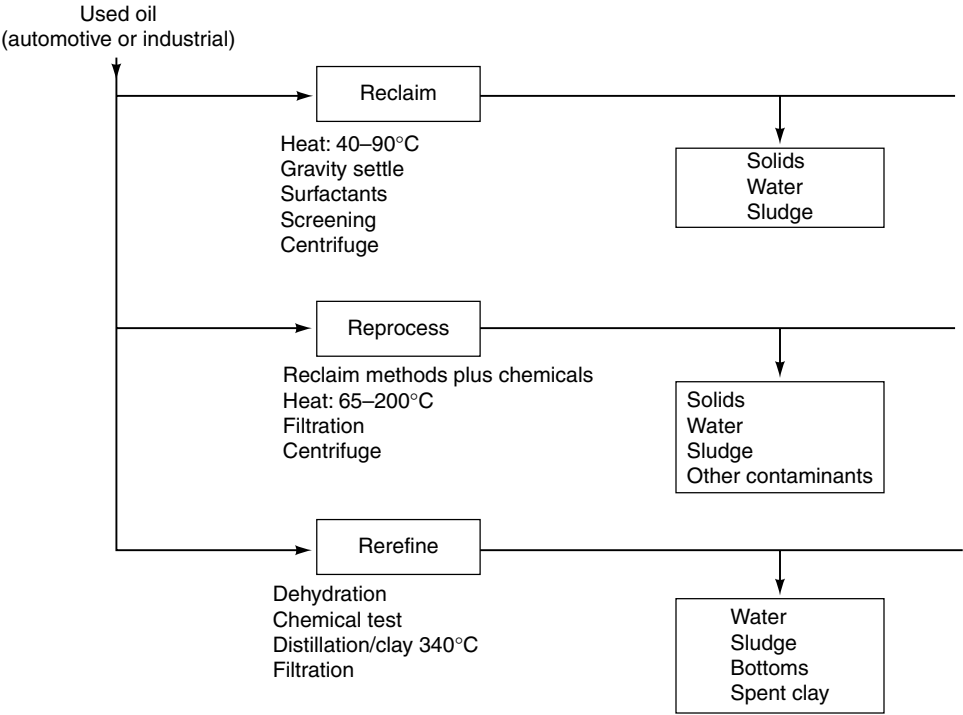 Used oil
(automotive or industrial)
Reclaim
Heat: 40–90°C
Gravity settle
Surfactants
Screening
Centrifuge
Solids
Water
Sludge
Reprocess
Reclaim methods plus chemicals
Heat: 65–200°C
Filtration
Centrifuge
Solids
Water
Sludge
Other contaminants
Rerefine
Dehydration
Chemical test
Distillation/clay 340°C
Filtration
Water
Sludge
Bottoms
Spent clay